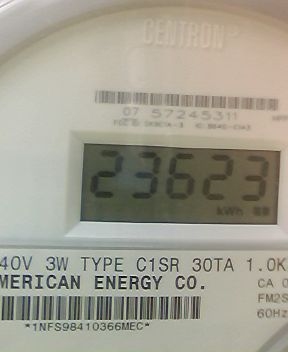 CENTRON
07 57245311
23623
kWh
40V 3W TYPE C1SR 30TA 1.0K
MERICAN ENERGY CO.
CA 0
FM2S
60Hz
*1NFS98410366MEC*